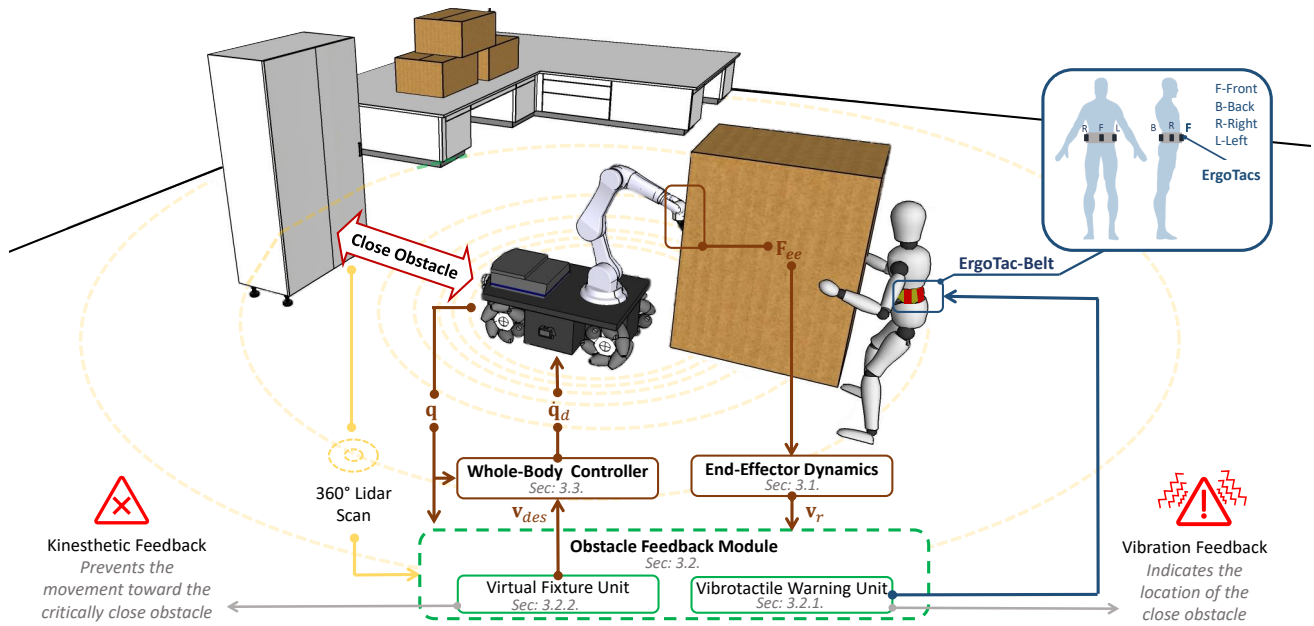 F-Front
B-Back
R-Right
L-Left
R F L
B R F
ErgoTacs
Close Obstacle
F_ee
ErgoTac-Belt
q
q̇_d
Whole-Body Controller
Sec: 3.3.
End-Effector Dynamics
Sec: 3.1.
360° Lidar
Scan
v_des
v_r
Kinesthetic Feedback
Prevents the
movement toward the
critically close obstacle
Obstacle Feedback Module
Sec: 3.2.
Virtual Fixture Unit
Sec: 3.2.2.
Vibrotactile Warning Unit
Sec: 3.2.1.
Vibration Feedback
Indicates the
location of the
close obstacle